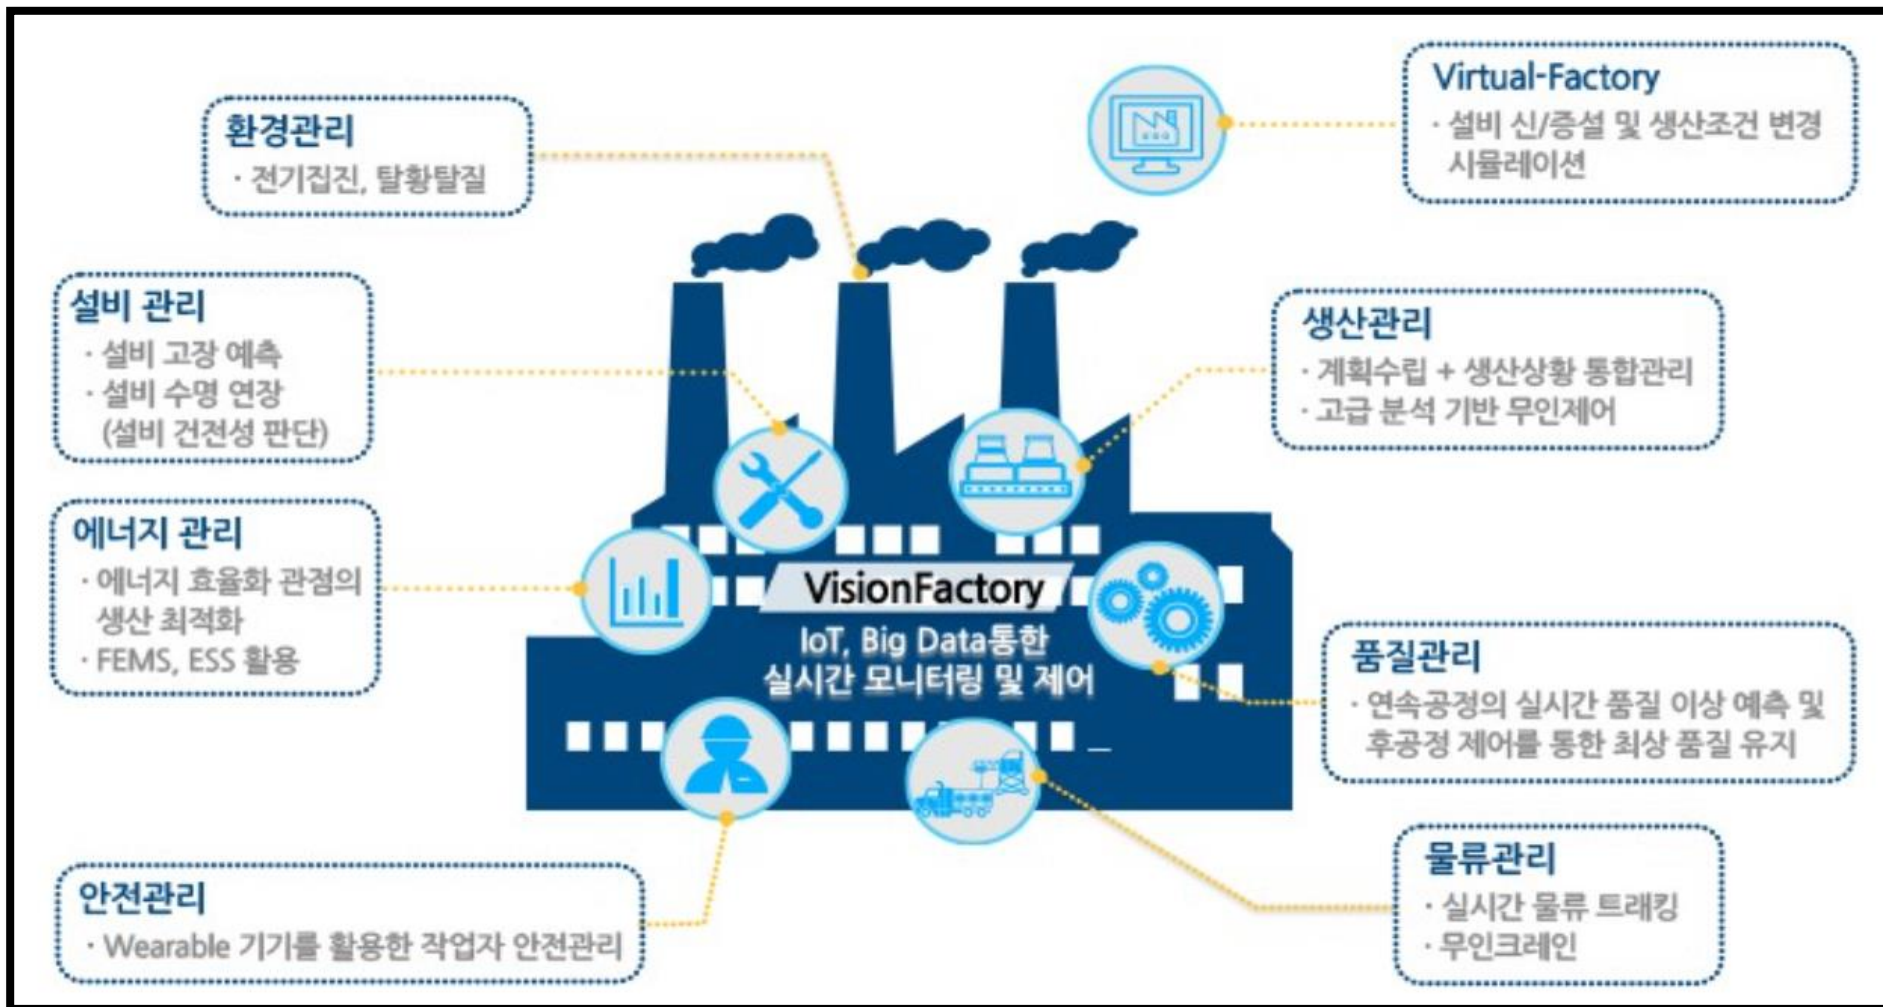 환경관리
· 전기집진, 탈황탈질
Virtual-Factory
· 설비 신/증설 및 생산조건 변경
시뮬레이션
설비 관리
· 설비 고장 예측
· 설비 수명 연장
(설비 건전성 판단)
생산관리
· 계획수립 + 생산상황 통합관리
· 고급 분석 기반 무인제어
에너지 관리
· 에너지 효율화 관점의
생산 최적화
· FEMS, ESS 활용
VisionFactory
IoT, Big Data통한
실시간 모니터링 및 제어
품질관리
· 연속공정의 실시간 품질 이상 예측 및
후공정 제어를 통한 최상 품질 유지
안전관리
· Wearable 기기를 활용한 작업자 안전관리
물류관리
· 실시간 물류 트래킹
· 무인크레인